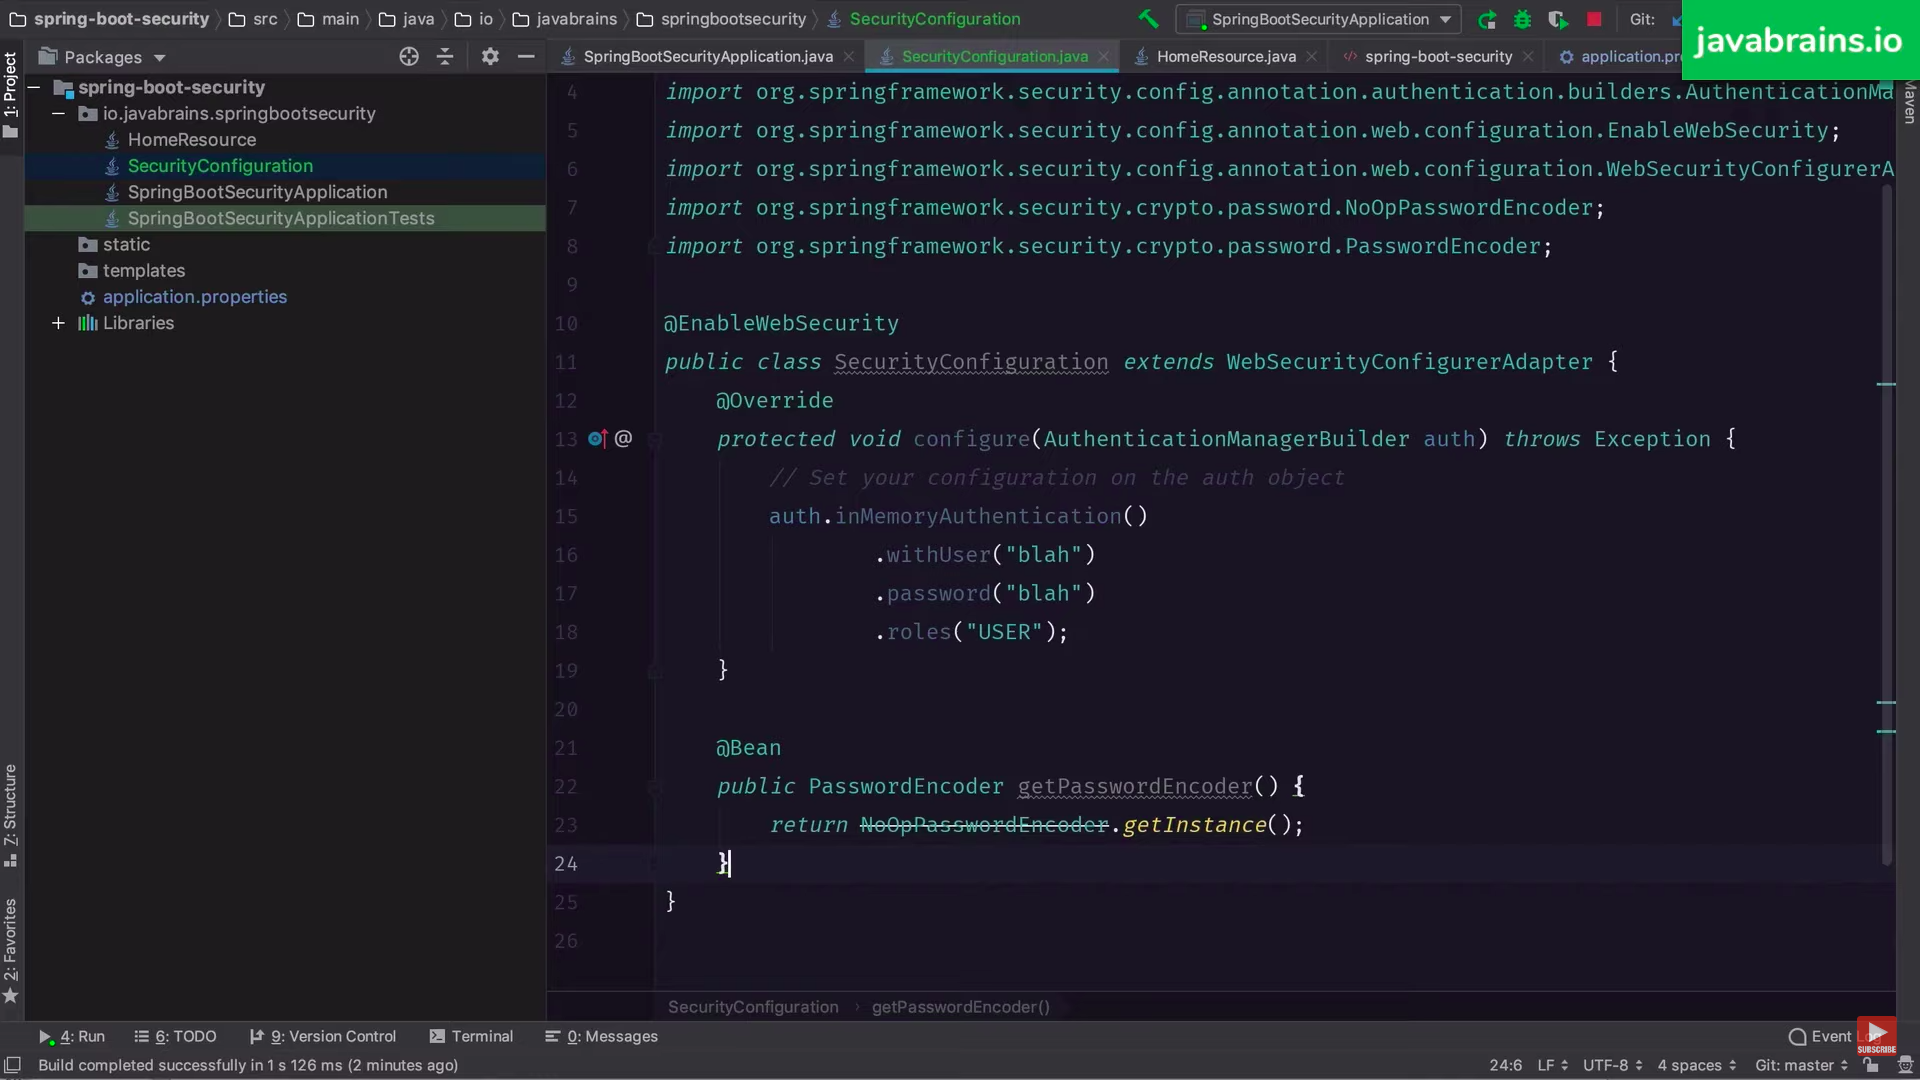 spring-boot-security > src > main > java > io > javabrains > springbootsecurity > SecurityConfiguration
SpringBootSecurityApplication
Git:
javabrains.io
1: Project
Packages
SpringBootSecurityApplication.java
SecurityConfiguration.java
HomeResource.java
spring-boot-security
application.pr
Maven
spring-boot-security
io.javabrains.springbootsecurity
HomeResource
SecurityConfiguration
SpringBootSecurityApplication
SpringBootSecurityApplicationTests
static
templates
application.properties
Libraries
4 import org.springframework.security.config.annotation.authentication.builders.AuthenticationMa
5 import org.springframework.security.config.annotation.web.configuration.EnableWebSecurity;
6 import org.springframework.security.config.annotation.web.configuration.WebSecurityConfigurerA
7 import org.springframework.security.crypto.password.NoOpPasswordEncoder;
8 import org.springframework.security.crypto.password.PasswordEncoder;
9
10 @EnableWebSecurity
11 public class SecurityConfiguration extends WebSecurityConfigurerAdapter {
12 @Override
13 @ protected void configure(AuthenticationManagerBuilder auth) throws Exception {
14 // Set your configuration on the auth object
15 auth.inMemoryAuthentication()
16 .withUser("blah")
17 .password("blah")
18 .roles("USER");
19 }
20
21 @Bean
22 public PasswordEncoder getPasswordEncoder() {
23 return NoOpPasswordEncoder.getInstance();
24 }
25 }
26
7: Structure
2: Favorites
SecurityConfiguration > getPasswordEncoder()
4: Run
6: TODO
9: Version Control
Terminal
0: Messages
Event Log
SUBSCRIBE
Build completed successfully in 1 s 126 ms (2 minutes ago)
24:6 LF UTF-8 4 spaces Git: master